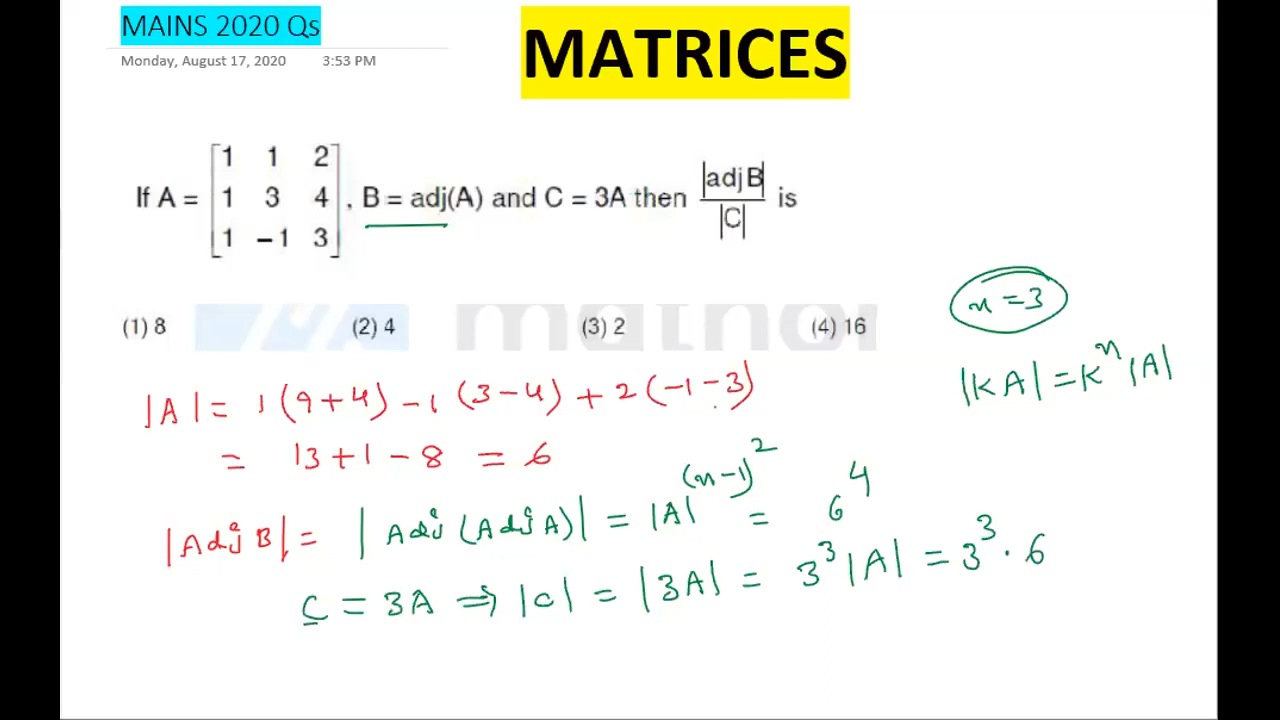 MAINS 2020 Qs
MATRICES
Monday, August 17, 2020 3:53 PM
If A = [1 1 2
1 3 4
1 −1 3], B = adj(A) and C = 3A then |adj B| / |C| is
(1) 8 (2) 4 (3) 2 (4) 16
n = 3
|KA| = K^n |A|
|A| = 1(9+4) −1(3−4) + 2(−1−3)
= 13 + 1 − 8 = 6
|Adj B| = |Adj (Adj A)| = |A|^(n−1)^2 = 6^4
C = 3A ⇒ |C| = |3A| = 3^3 |A| = 3^3 · 6